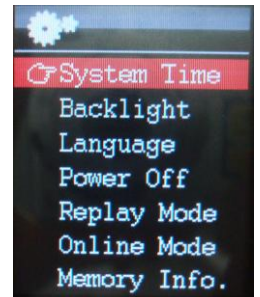 System Time
Backlight
Language
Power Off
Replay Mode
Online Mode
Memory Info.